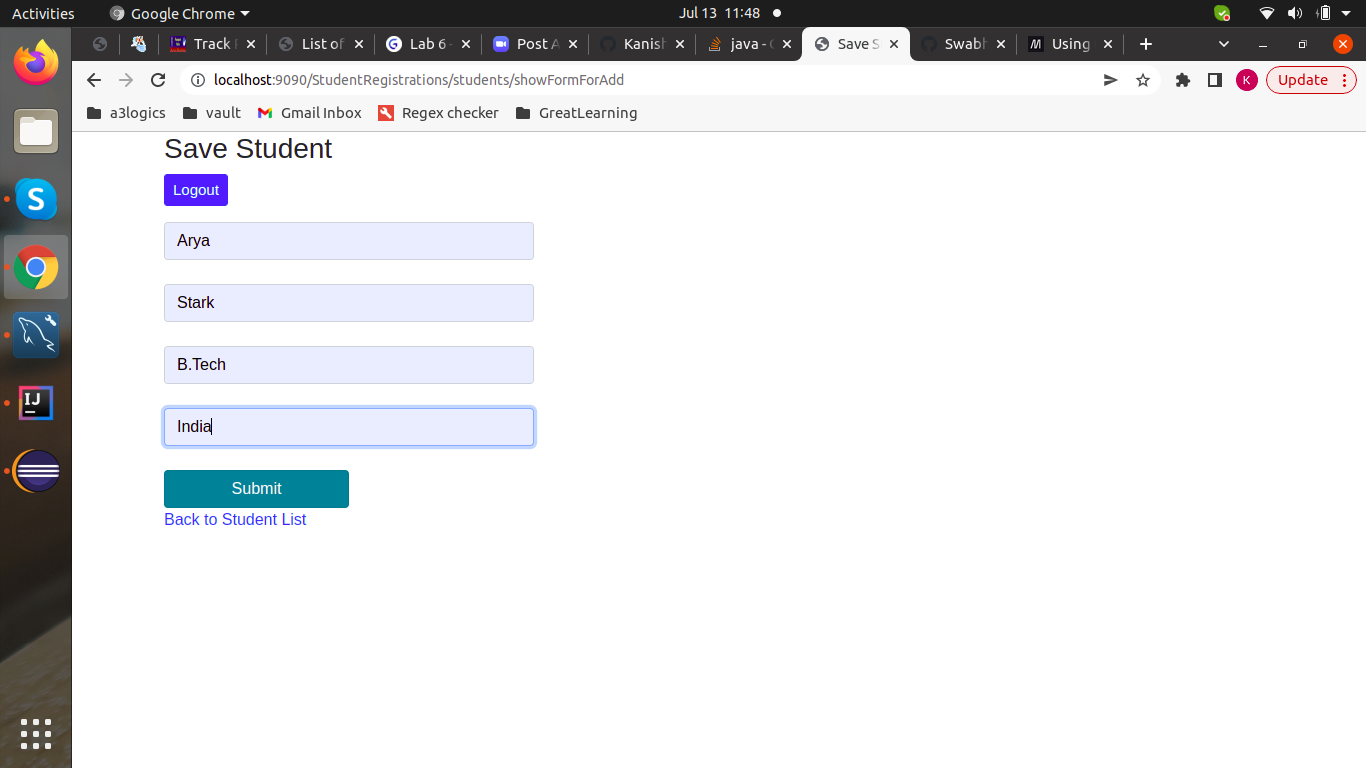 Activities Google Chrome Jul 13 11:48
Track List of Lab 6 Post A Kanish java - Save S Swabh Using
localhost:9090/StudentRegistrations/students/showFormForAdd K Update
a3logics vault Gmail Inbox Regex checker GreatLearning
Save Student
Logout
Arya
Stark
B.Tech
India
Submit
Back to Student List